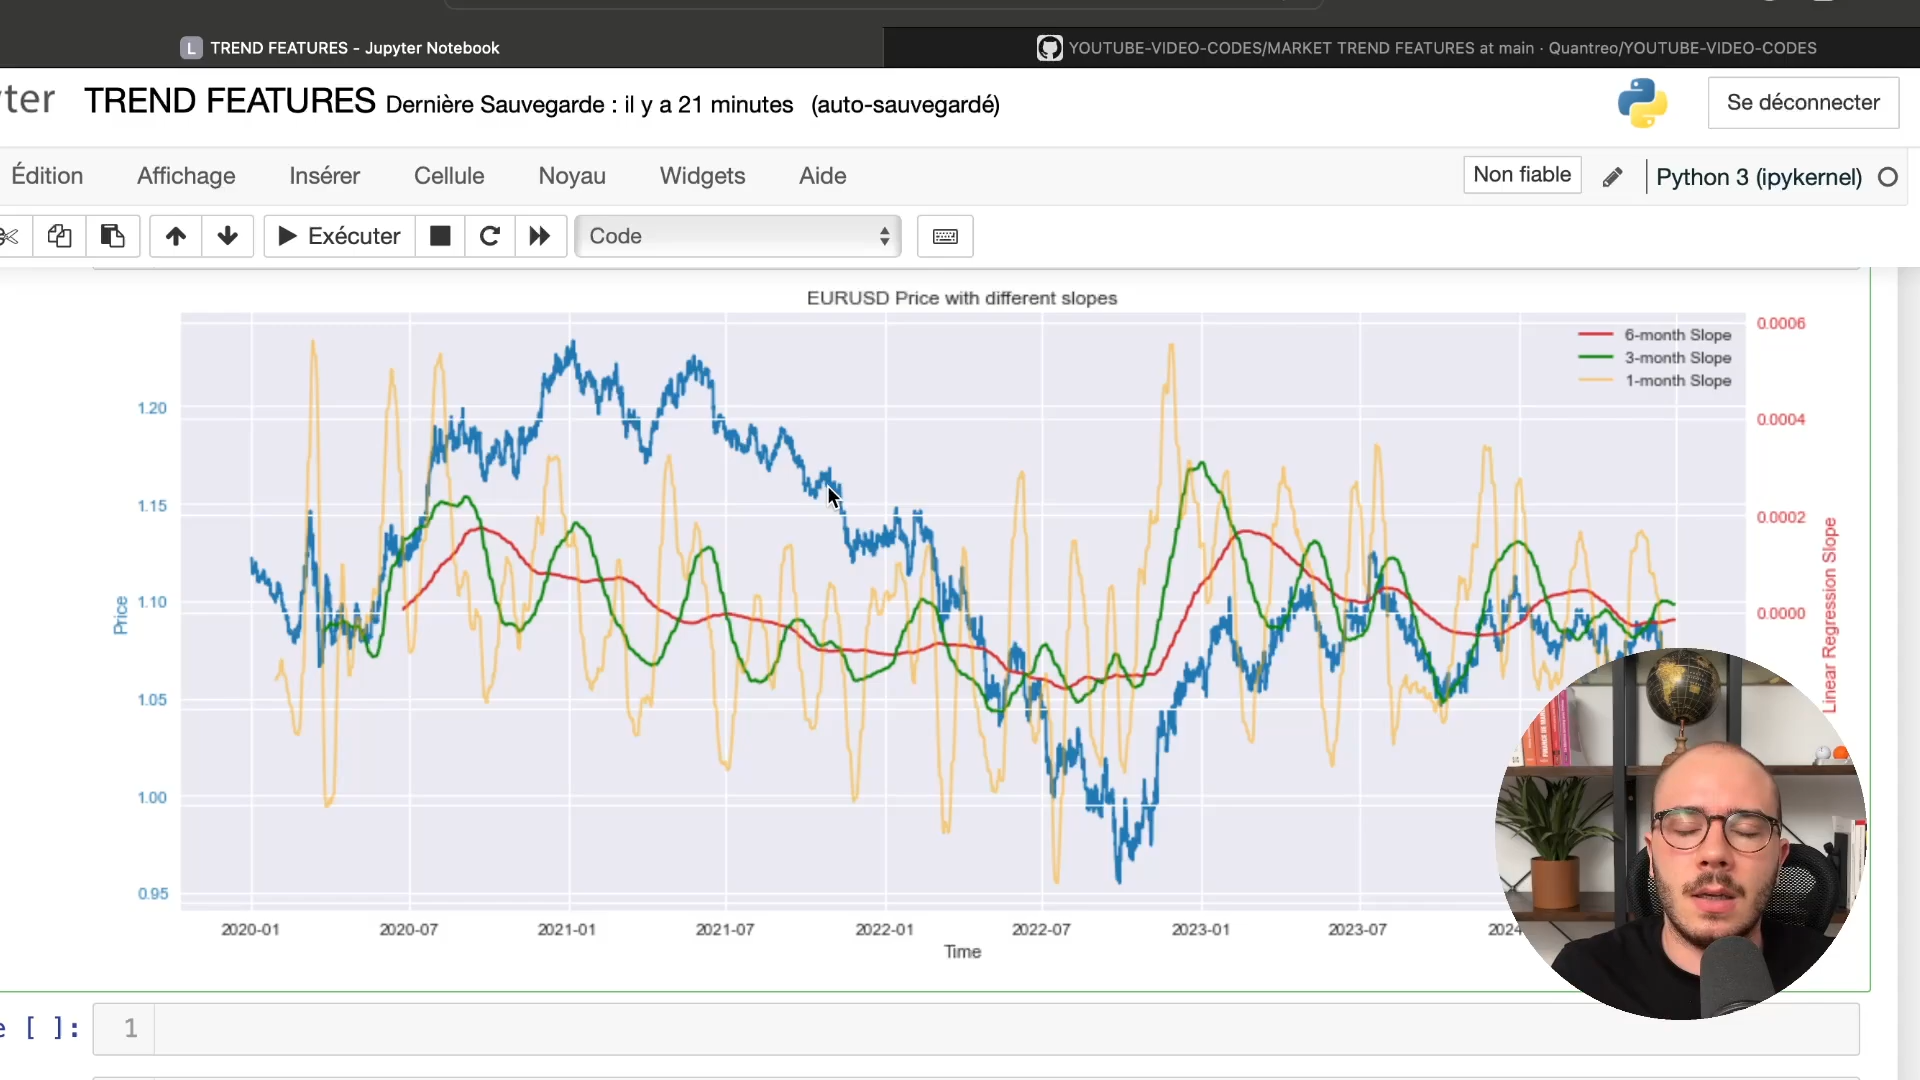 L TREND FEATURES - Jupyter Notebook
YOUTUBE-VIDEO-CODES/MARKET TREND FEATURES at main · Quantreo/YOUTUBE-VIDEO-CODES
TREND FEATURES Dernière Sauvegarde : il y a 21 minutes (auto-sauvegardé)
Se déconnecter
Édition Affichage Insérer Cellule Noyau Widgets Aide
Non fiable
Python 3 (ipykernel)
Exécuter
Code
EURUSD Price with different slopes
6-month Slope
3-month Slope
1-month Slope
Price
1.20
1.15
1.10
1.05
1.00
0.95
0.0006
0.0004
0.0002
0.0000
Linear Regression Slope
2020-01 2020-07 2021-01 2021-07 2022-01 2022-07 2023-01 2023-07
Time
[ ]:
1